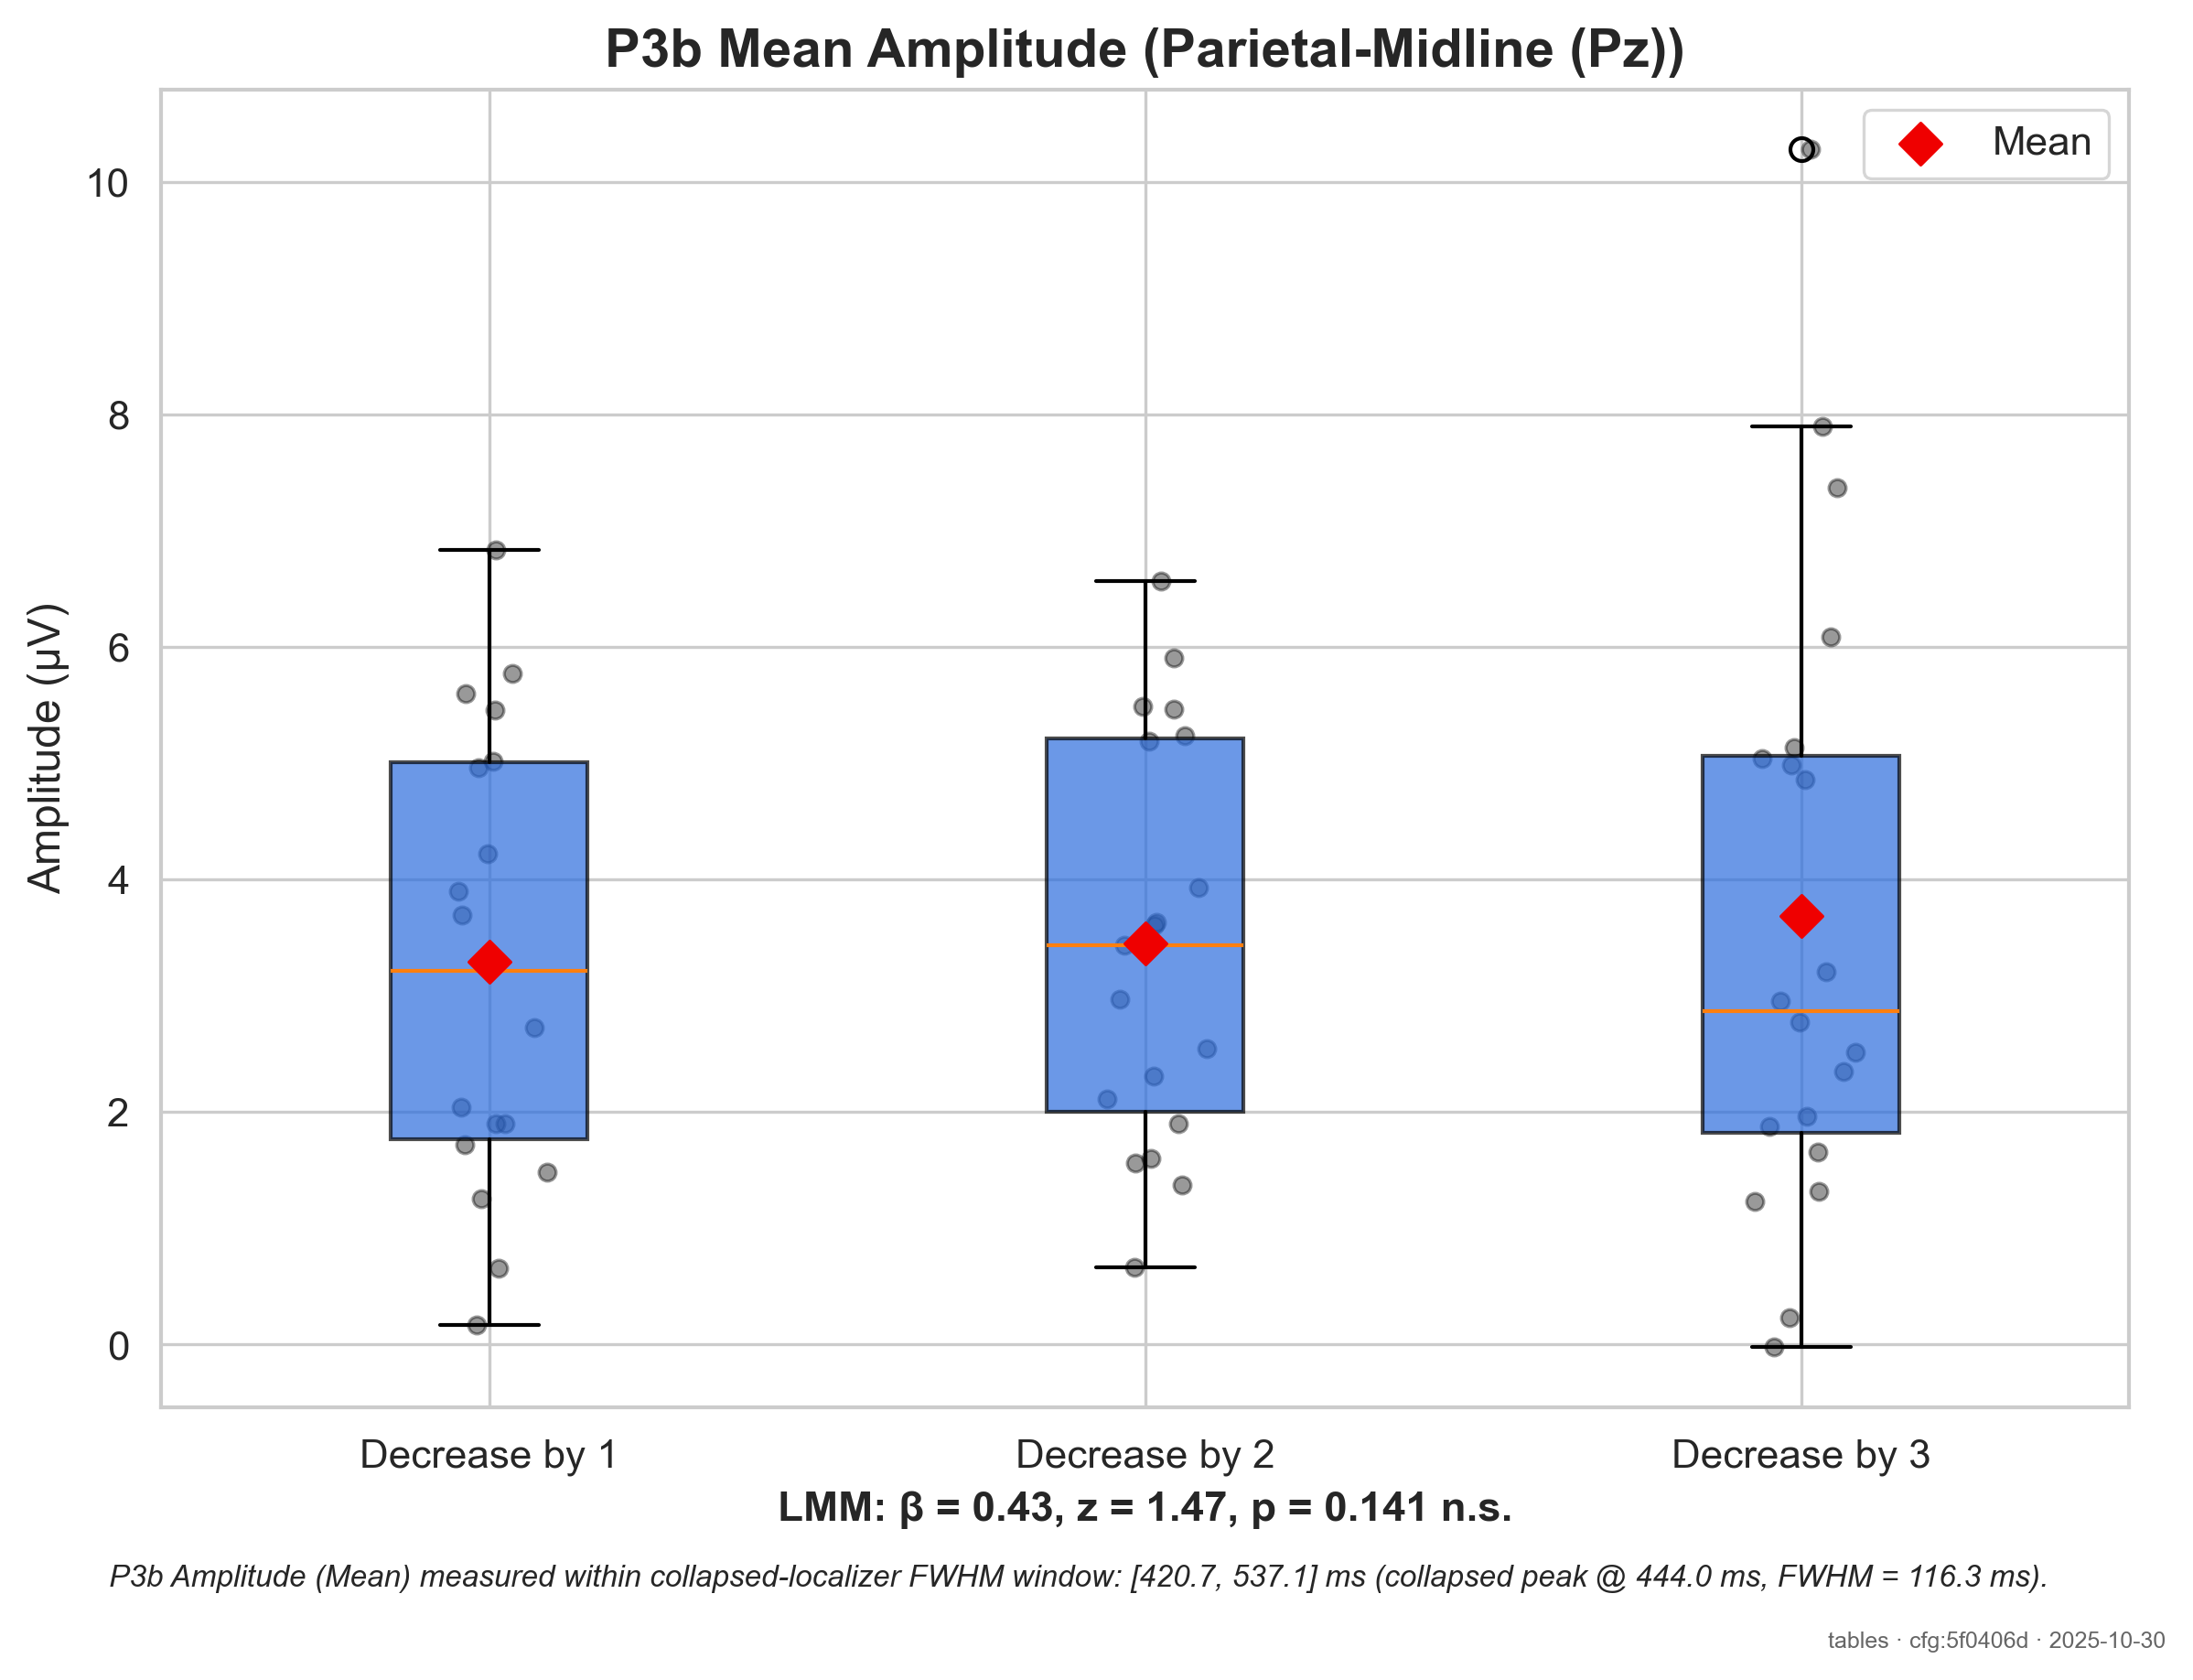 P3b Mean Amplitude (Parietal-Midline (Pz))
Mean
Amplitude (µV)
10
8
6
4
2
0
Decrease by 1
Decrease by 2
Decrease by 3
LMM: β = 0.43, z = 1.47, p = 0.141 n.s.
P3b Amplitude (Mean) measured within collapsed-localizer FWHM window: [420.7, 537.1] ms (collapsed peak @ 444.0 ms, FWHM = 116.3 ms).
tables · cfg:5f0406d · 2025-10-30